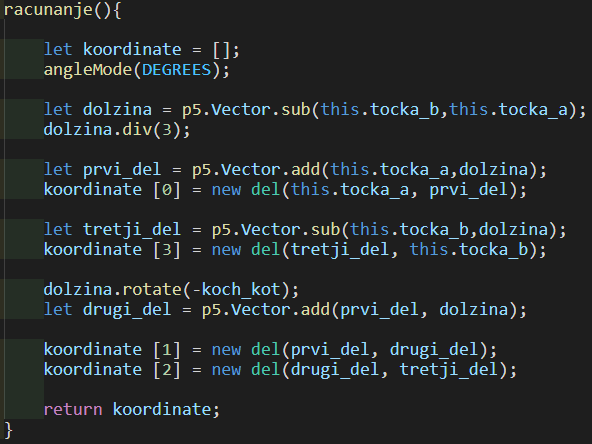 racunanje(){
let koordinate = [];
angleMode(DEGREES);
let dolzina = p5.Vector.sub(this.tocka_b,this.tocka_a);
dolzina.div(3);
let prvi_del = p5.Vector.add(this.tocka_a,dolzina);
koordinate [0] = new del(this.tocka_a, prvi_del);
let tretji_del = p5.Vector.sub(this.tocka_b,dolzina);
koordinate [3] = new del(tretji_del, this.tocka_b);
dolzina.rotate(-koch_kot);
let drugi_del = p5.Vector.add(prvi_del, dolzina);
koordinate [1] = new del(prvi_del, drugi_del);
koordinate [2] = new del(drugi_del, tretji_del);
return koordinate;
}